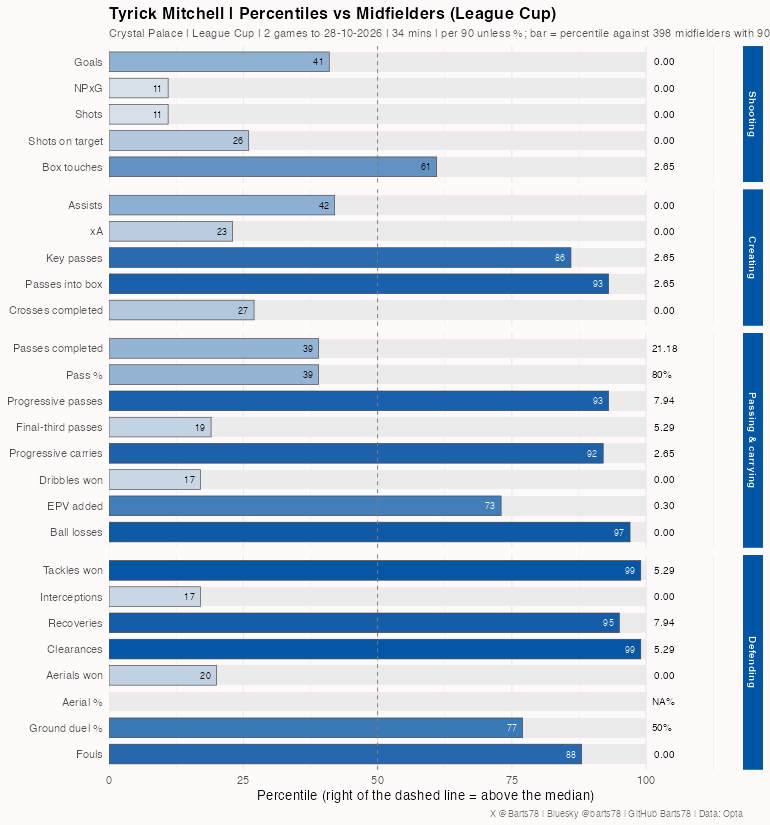 Tyrick Mitchell | Percentiles vs Midfielders (League Cup)
Crystal Palace | League Cup | 2 games to 28-10-2026 | 34 mins | per 90 unless %; bar = percentile against 398 midfielders with 90
Goals 41 0.00
NPxG 11 0.00
Shots 11 0.00
Shots on target 26 0.00
Box touches 61 2.65
Shooting
Assists 42 0.00
xA 23 0.00
Key passes 86 2.65
Passes into box 93 2.65
Crosses completed 27 0.00
Creating
Passes completed 39 21.18
Pass % 39 80%
Progressive passes 93 7.94
Final-third passes 19 5.29
Progressive carries 92 2.65
Dribbles won 17 0.00
EPV added 73 0.30
Ball losses 97 0.00
Passing & carrying
Tackles won 99 5.29
Interceptions 17 0.00
Recoveries 95 7.94
Clearances 99 5.29
Aerials won 20 0.00
Aerial % NA%
Ground duel % 77 50%
Fouls 88 0.00
Defending
0 25 50 75 100
Percentile (right of the dashed line = above the median)
X @Barts78 | Bluesky @barts78 | GitHub Barts78 | Data: Opta